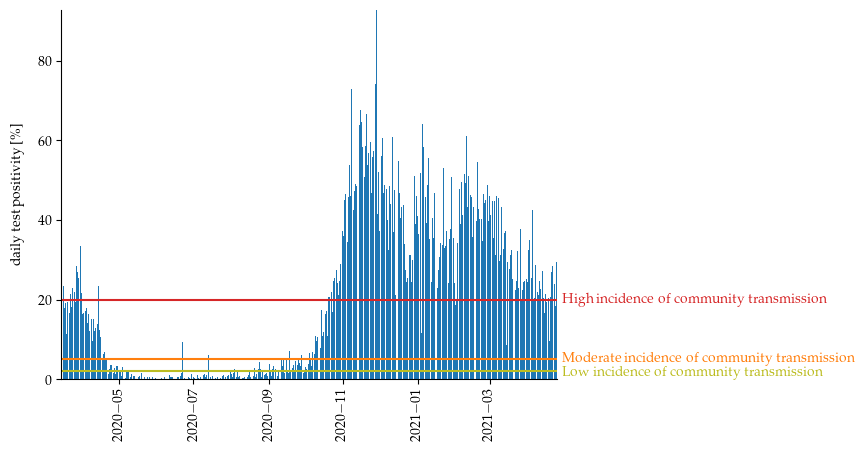 daily test positivity [%]
80
60
40
20
0
High incidence of community transmission
Moderate incidence of community transmission
Low incidence of community transmission
2020−05
2020−07
2020−09
2020−11
2021−01
2021−03